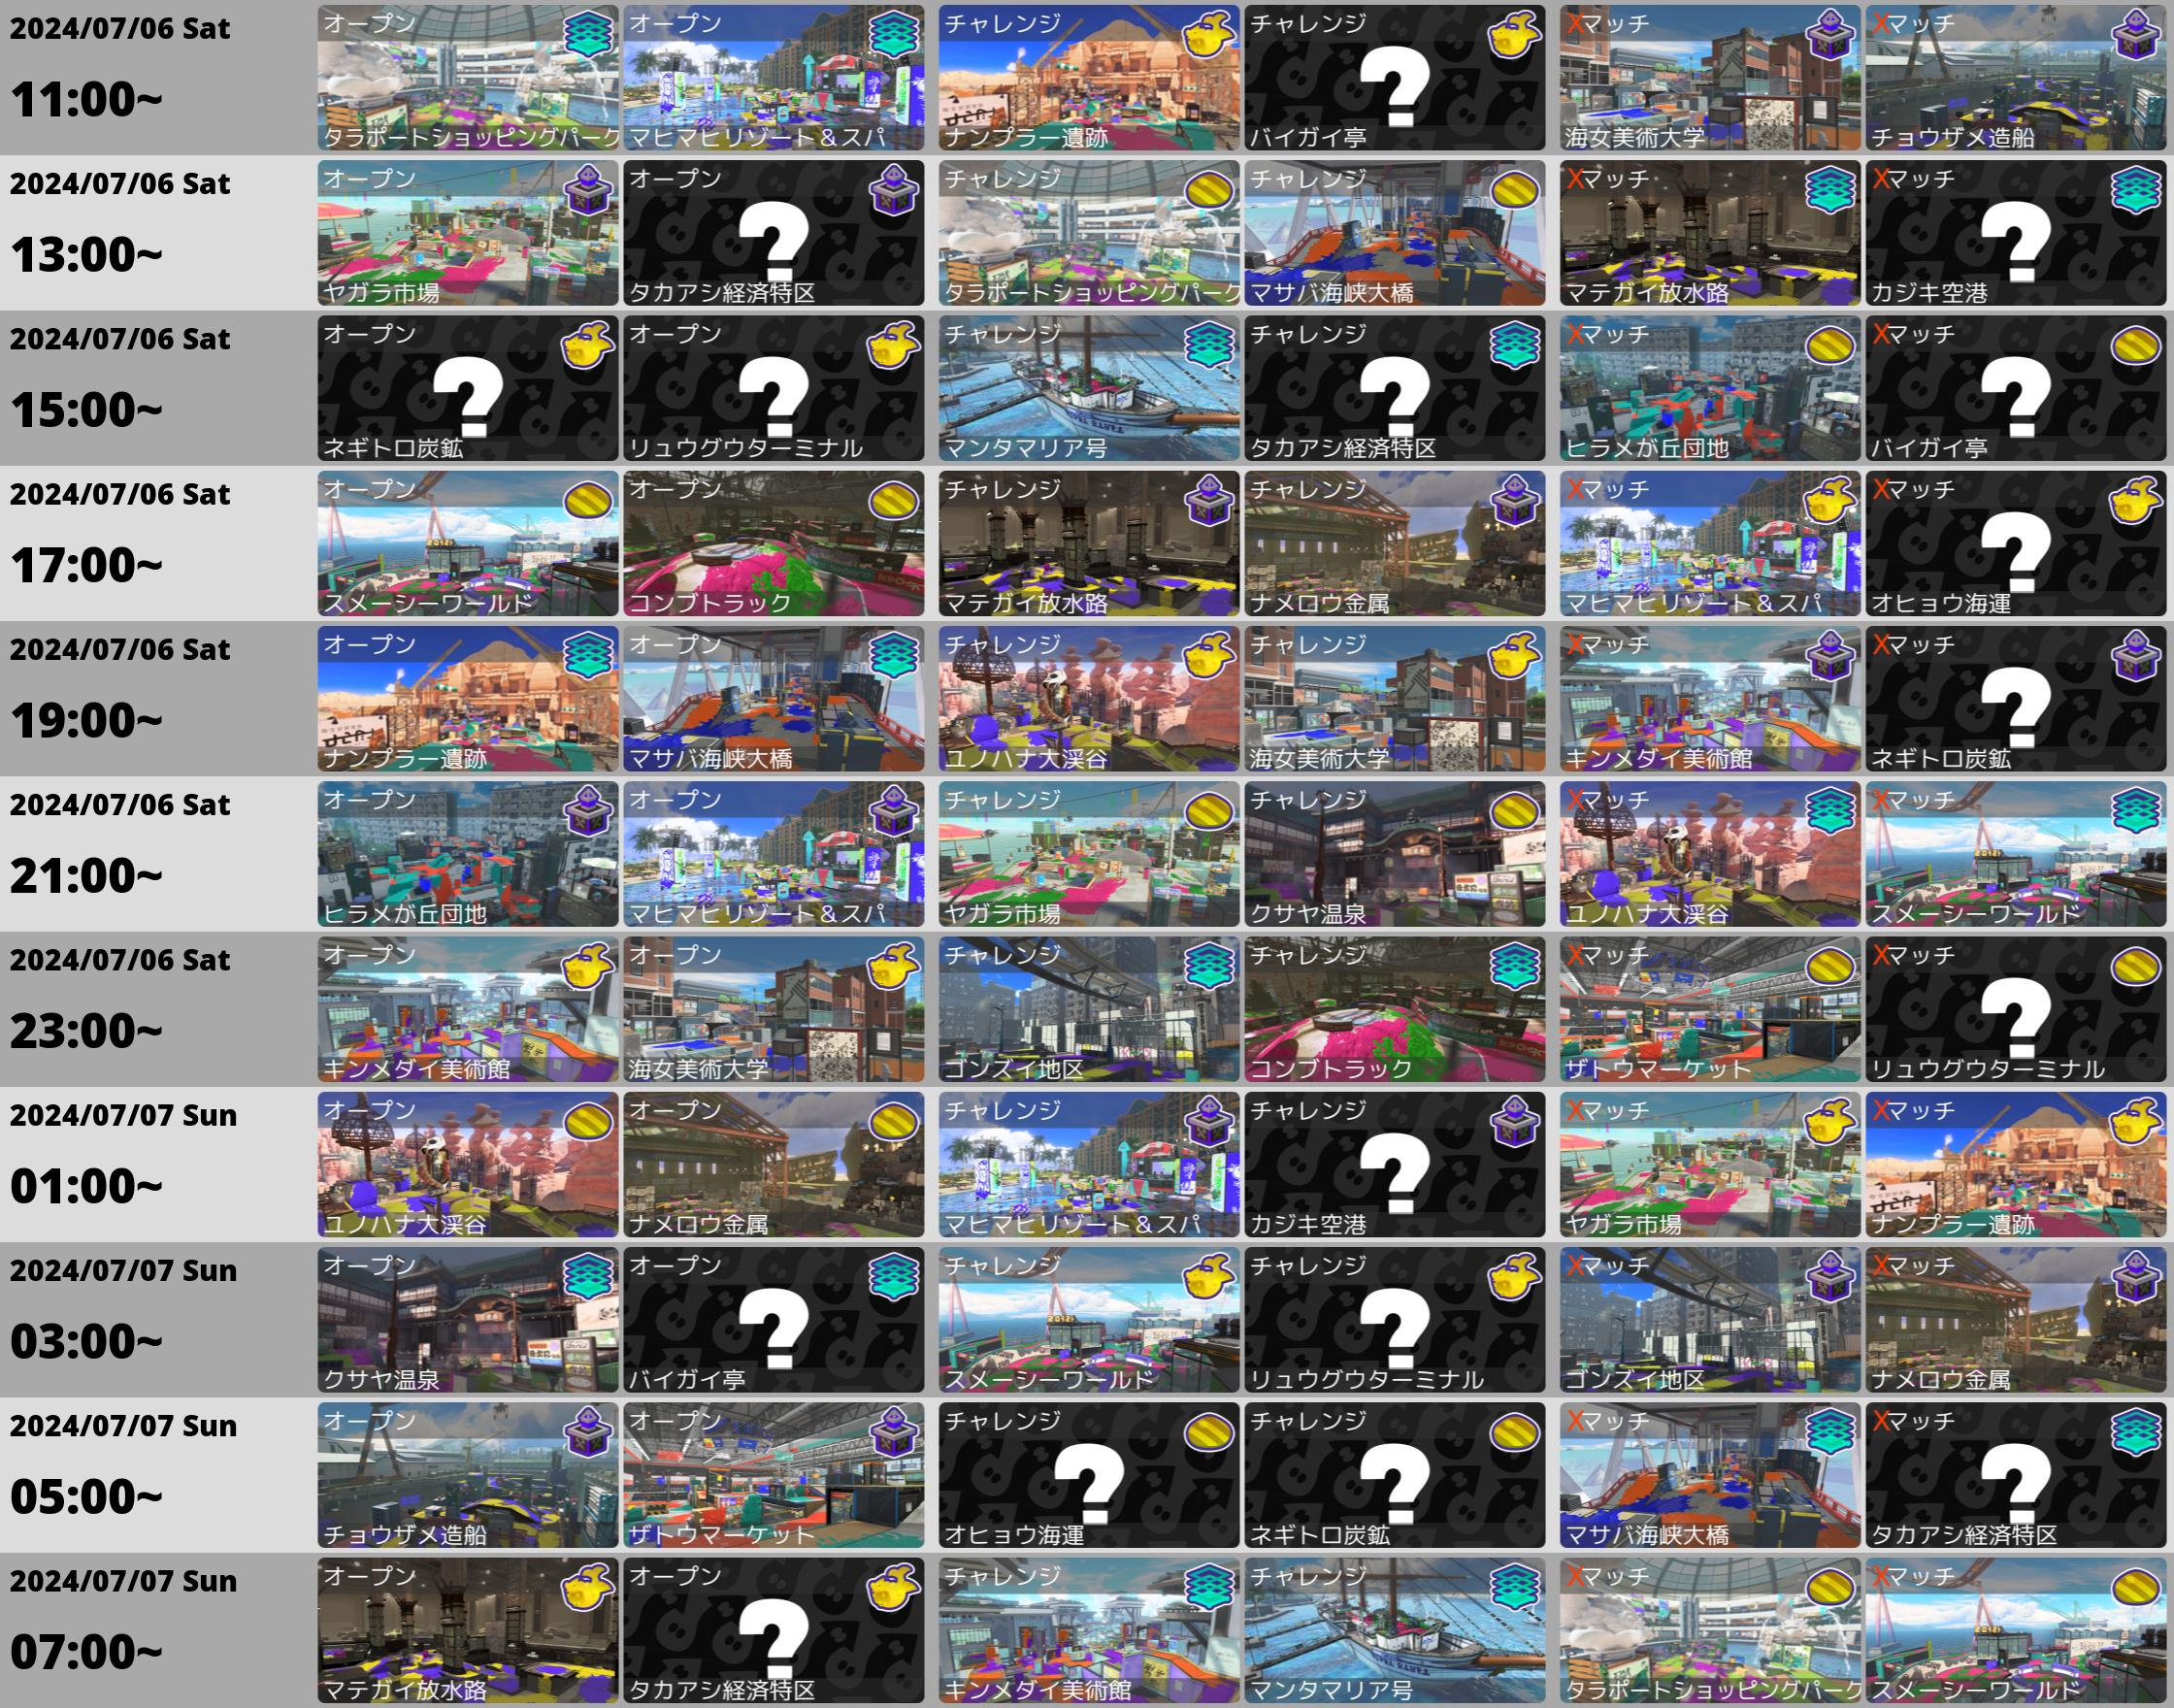 2024/07/06 Sat
11:00~
オープン
タラポートショッピングパーク
オープン
マヒマヒリゾート＆スパ
チャレンジ
ナンプラー遺跡
チャレンジ
バイガイ亭
Xマッチ
海女美術大学
Xマッチ
チョウザメ造船
2024/07/06 Sat
13:00~
オープン
ヤガラ市場
オープン
タカアシ経済特区
チャレンジ
タラポートショッピングパーク
チャレンジ
マサバ海峡大橋
Xマッチ
マテガイ放水路
Xマッチ
カジキ空港
2024/07/06 Sat
15:00~
オープン
ネギトロ炭鉱
オープン
リュウグウターミナル
チャレンジ
マンタマリア号
チャレンジ
タカアシ経済特区
Xマッチ
ヒラメが丘団地
Xマッチ
バイガイ亭
2024/07/06 Sat
17:00~
オープン
スメーシーワールド
オープン
コンブトラック
チャレンジ
マテガイ放水路
チャレンジ
ナメロウ金属
Xマッチ
マヒマヒリゾート＆スパ
Xマッチ
オヒョウ海運
2024/07/06 Sat
19:00~
オープン
ナンプラー遺跡
オープン
マサバ海峡大橋
チャレンジ
ユノハナ大渓谷
チャレンジ
海女美術大学
Xマッチ
キンメダイ美術館
Xマッチ
ネギトロ炭鉱
2024/07/06 Sat
21:00~
オープン
ヒラメが丘団地
オープン
マヒマヒリゾート＆スパ
チャレンジ
ヤガラ市場
チャレンジ
クサヤ温泉
Xマッチ
ユノハナ大渓谷
Xマッチ
スメーシーワールド
2024/07/06 Sat
23:00~
オープン
キンメダイ美術館
オープン
海女美術大学
チャレンジ
ゴンズイ地区
チャレンジ
コンブトラック
Xマッチ
ザトウマーケット
Xマッチ
リュウグウターミナル
2024/07/07 Sun
01:00~
オープン
ユノハナ大渓谷
オープン
ナメロウ金属
チャレンジ
マヒマヒリゾート＆スパ
チャレンジ
カジキ空港
Xマッチ
ヤガラ市場
Xマッチ
ナンプラー遺跡
2024/07/07 Sun
03:00~
オープン
クサヤ温泉
オープン
バイガイ亭
チャレンジ
スメーシーワールド
チャレンジ
リュウグウターミナル
Xマッチ
ゴンズイ地区
Xマッチ
ナメロウ金属
2024/07/07 Sun
05:00~
オープン
チョウザメ造船
オープン
ザトウマーケット
チャレンジ
オヒョウ海運
チャレンジ
ネギトロ炭鉱
Xマッチ
マサバ海峡大橋
Xマッチ
タカアシ経済特区
2024/07/07 Sun
07:00~
オープン
マテガイ放水路
オープン
タカアシ経済特区
チャレンジ
キンメダイ美術館
チャレンジ
マンタマリア号
Xマッチ
タラポートショッピングパーク
Xマッチ
スメーシーワールド